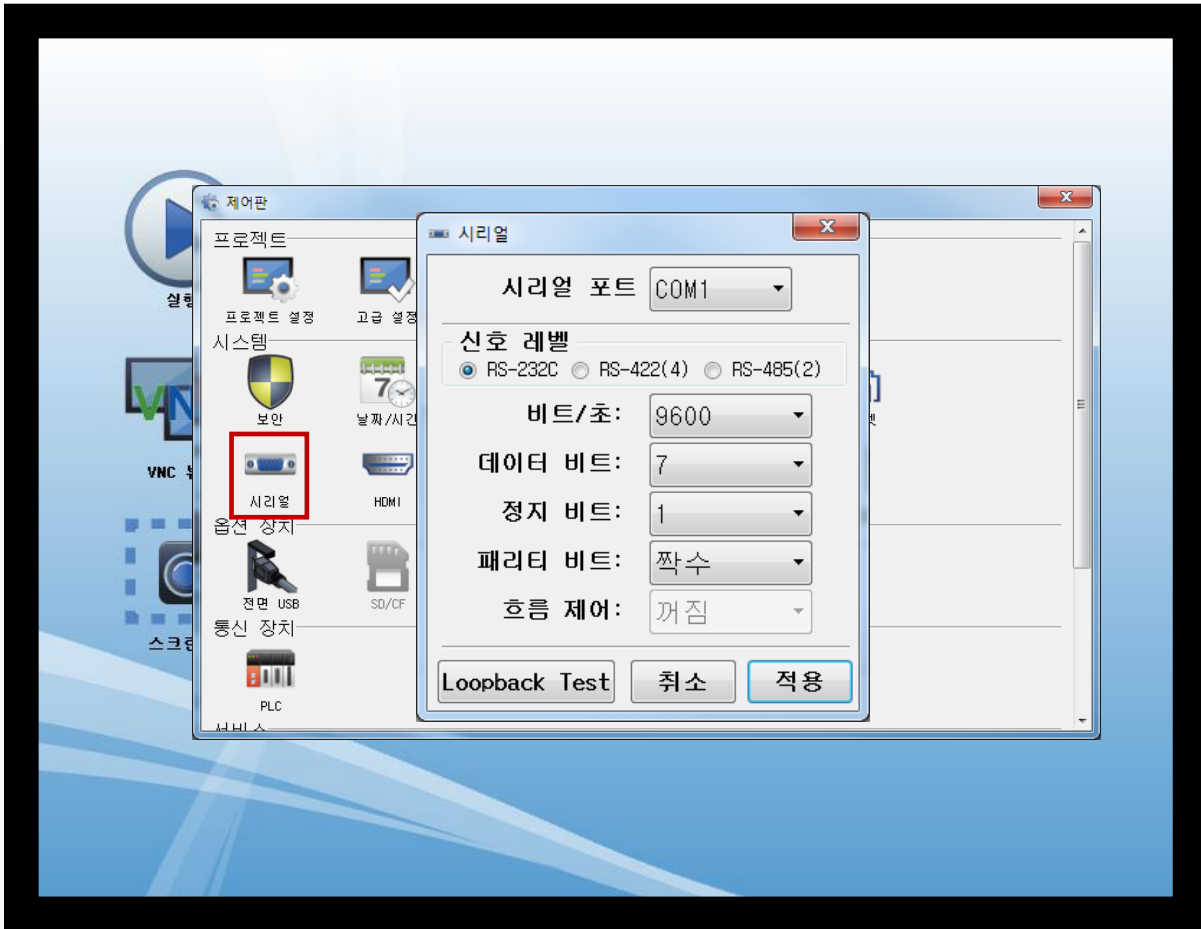 제어판
프로젝트
프로젝트 설정
고급 설정
시스템
보안
날짜/시간
시리얼
HDMI
옵션 장치
전면 USB
SD/CF
통신 장치
PLC
서비스
VNC
시리얼
시리얼 포트 COM1
신호 레벨
RS-232C RS-422(4) RS-485(2)
비트/초: 9600
데이터 비트: 7
정지 비트: 1
패리티 비트: 짝수
흐름 제어: 꺼짐
Loopback Test 취소 적용